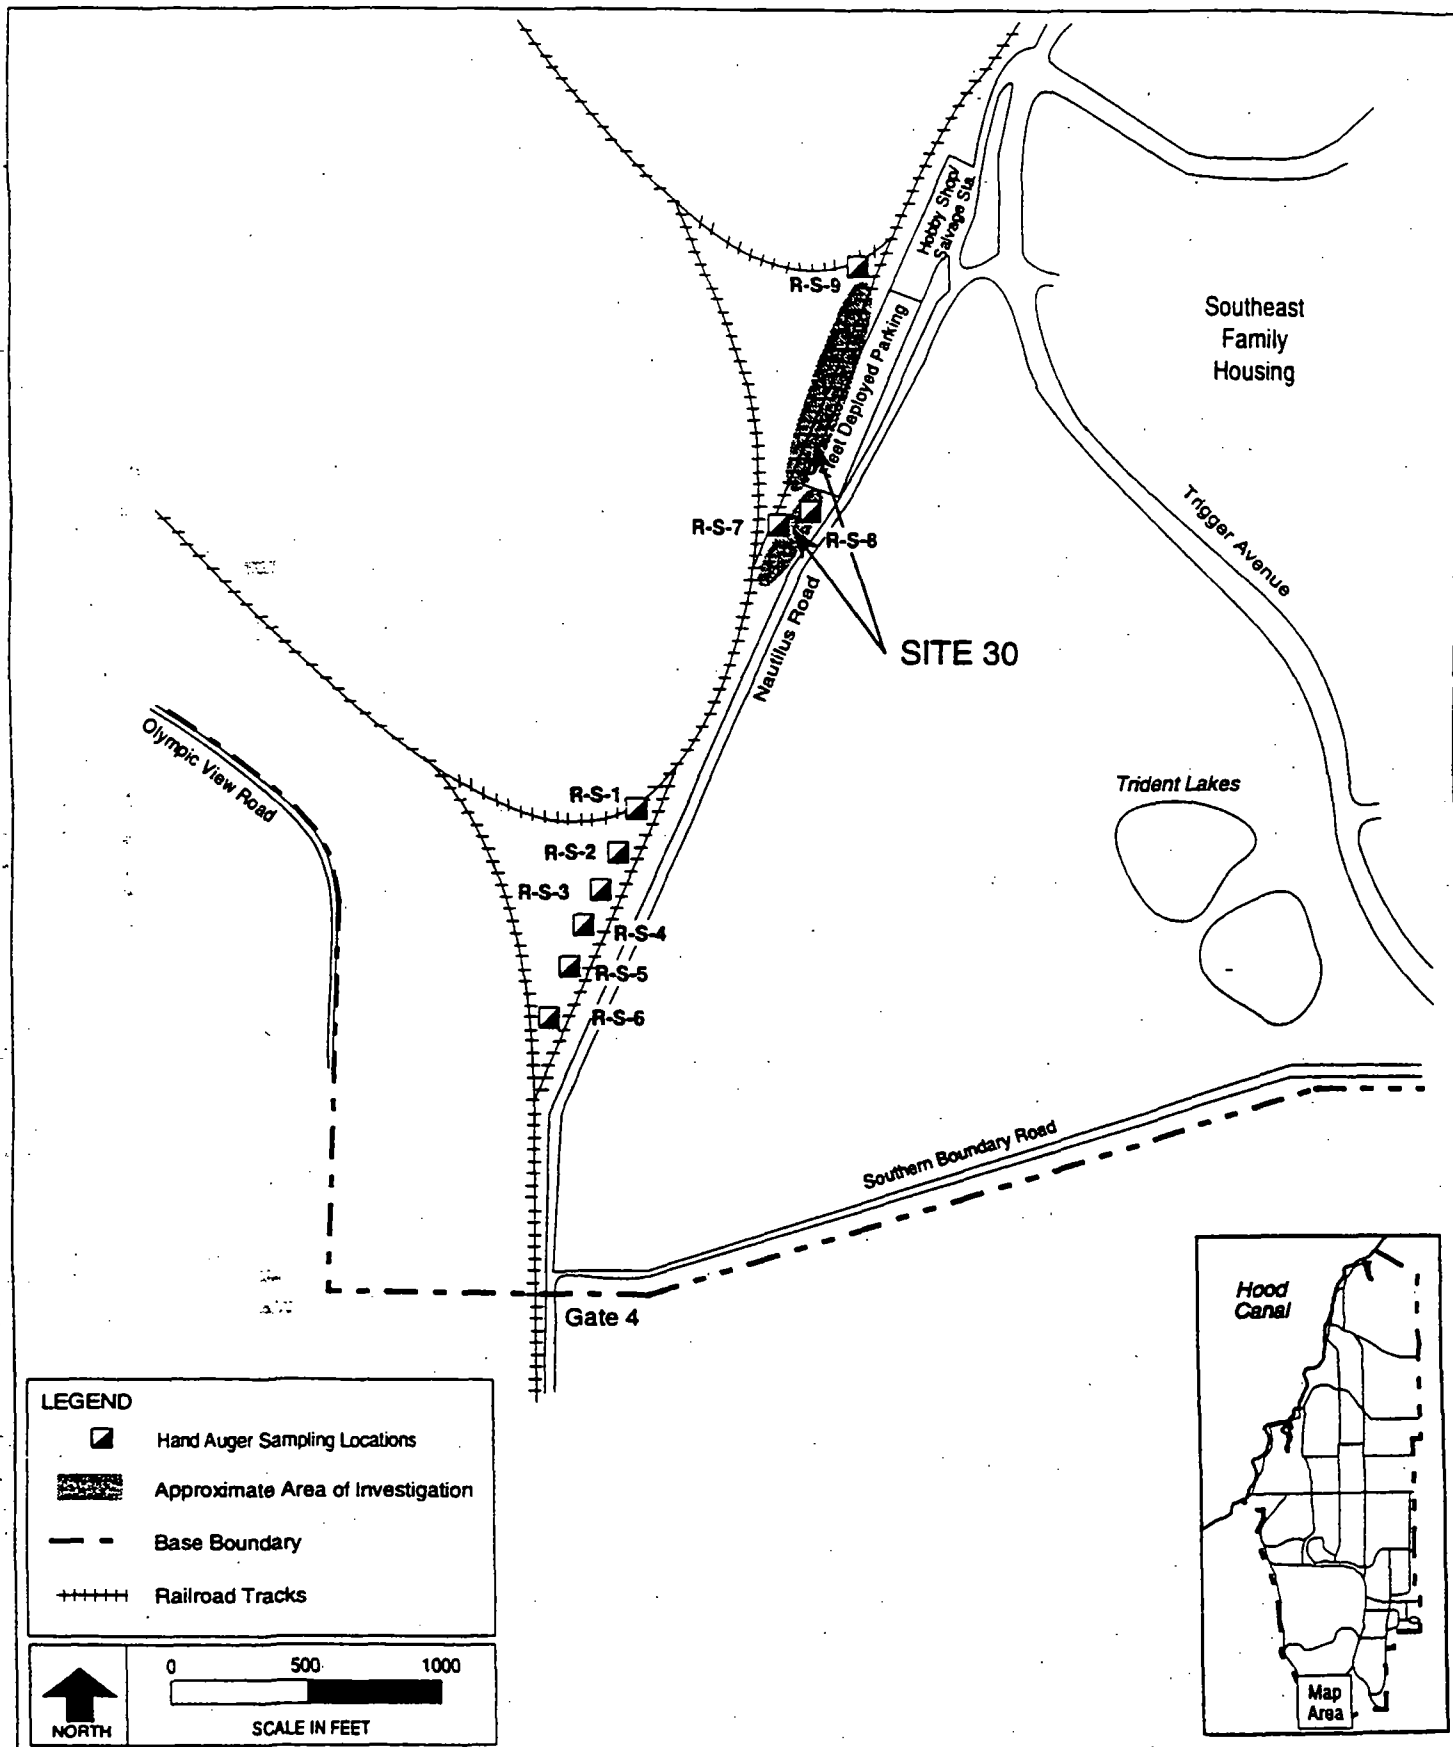 Hobby Shop/
Salvage Sta.
R-S-9
Southeast
Family
Housing
Fleet Deployed Parking
Trigger Avenue
R-S-7
R-S-8
Nautilus Road
SITE 30
Olympic View Road
Trident Lakes
R-S-1
R-S-2
R-S-3
R-S-4
R-S-5
R-S-6
Southern Boundary Road
Gate 4
Hood
Canal
Map
Area
LEGEND
Hand Auger Sampling Locations
Approximate Area of Investigation
Base Boundary
Railroad Tracks
NORTH
0 500 1000
SCALE IN FEET